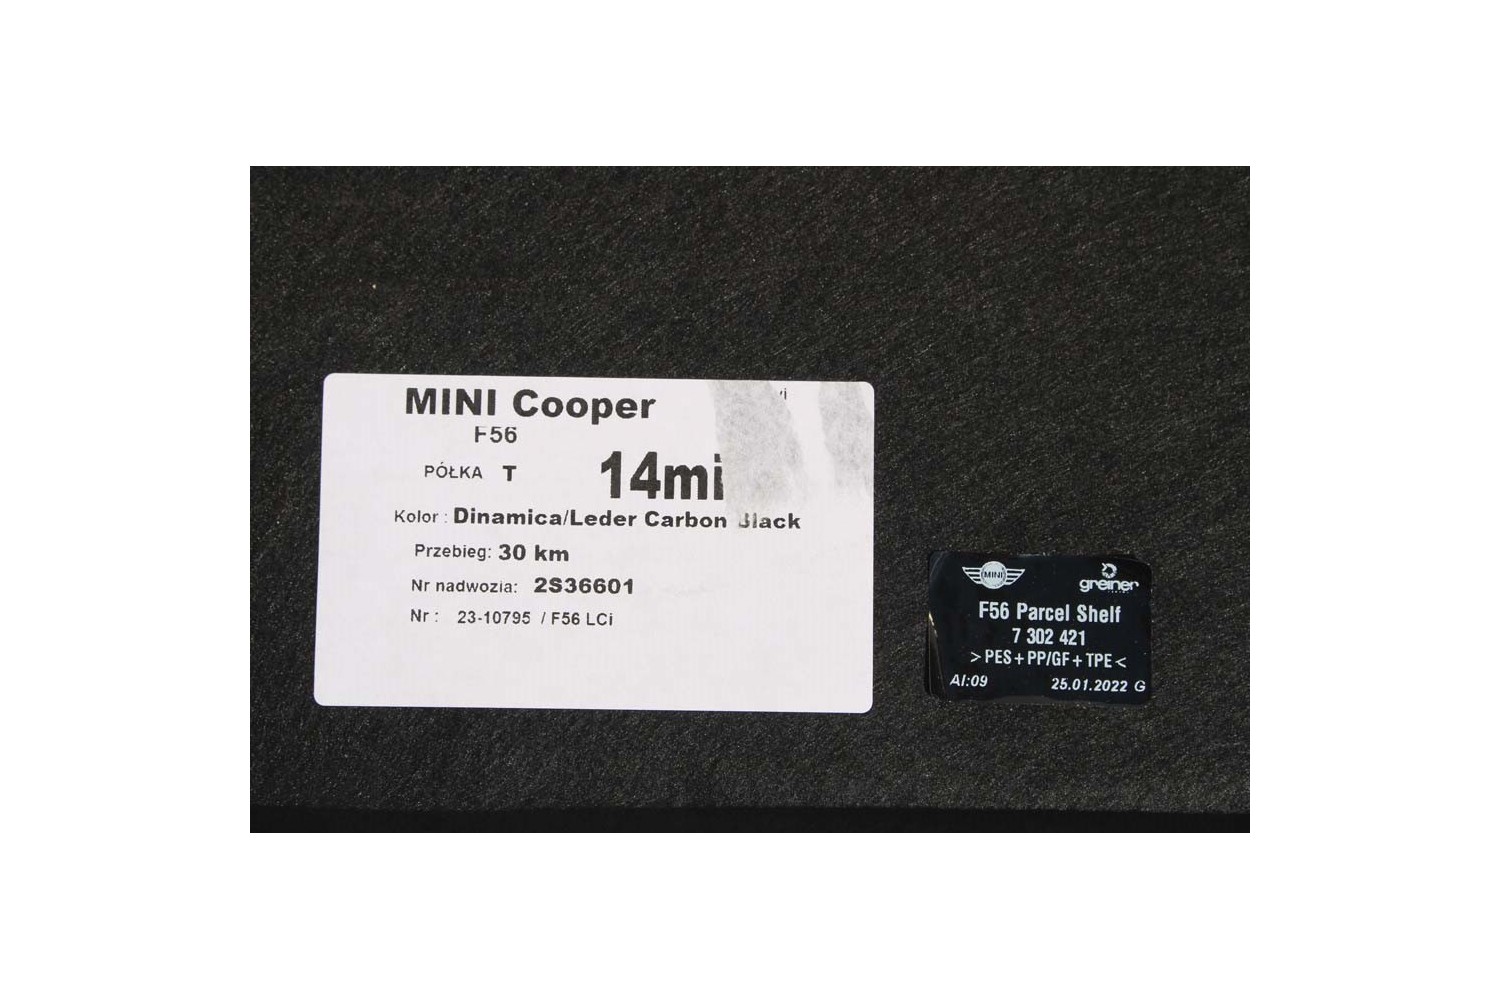 MINI Cooper
F56
PÓŁKA T 14mi
Kolor : Dinamica/Leder Carbon Black
Przebieg: 30 km
Nr nadwozia: 2S36601
Nr : 23-10795 / F56 LCi
MINI greiner
F56 Parcel Shelf
7 302 421
>PES+PP/GF+TPE<
AI:09 25.01.2022 G